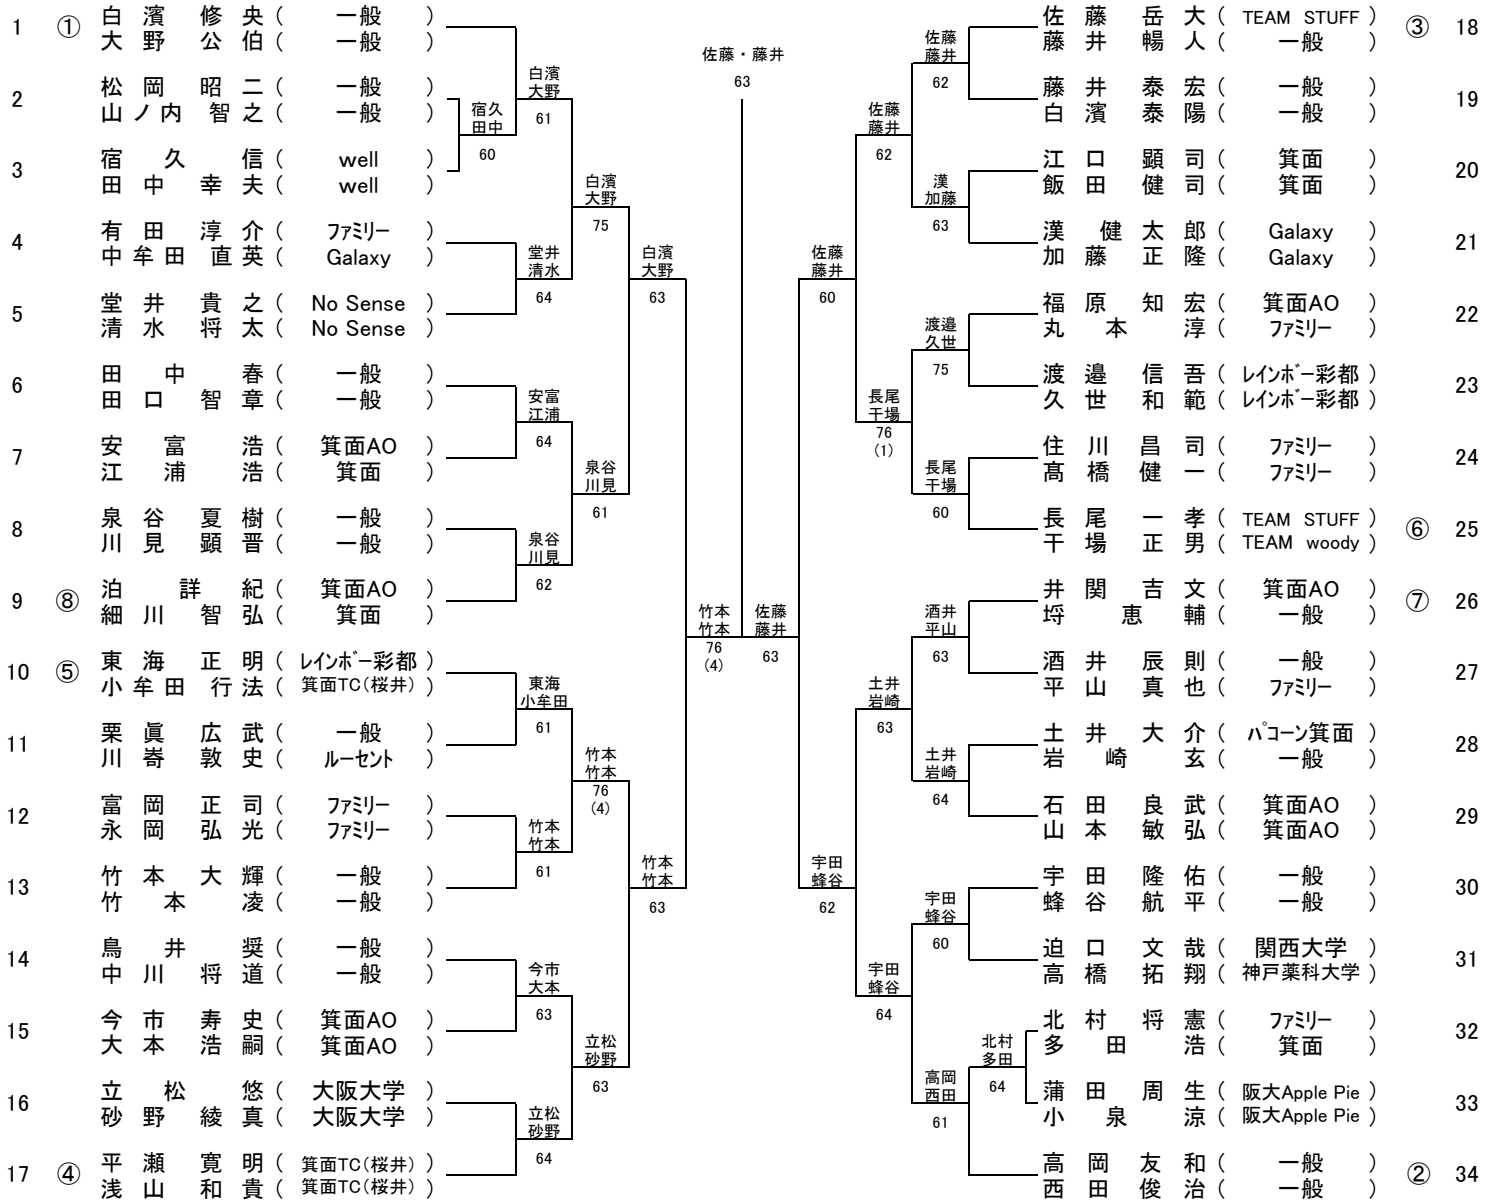 佐藤・藤井
63
1 ① 白濱修央(一般)
大野公伯(一般)
2 松岡昭二(一般)
山ノ内智之(一般)
3 宿久信(well)
田中幸夫(well)
4 有田淳介(ファミリー)
中牟田直英(Galaxy)
5 堂井貴之(No Sense)
清水将太(No Sense)
6 田中春(一般)
田口智章(一般)
7 安富浩(箕面AO)
江浦浩(箕面)
8 泉谷夏樹(一般)
川見顕晋(一般)
9 ⑧ 泊詳紀(箕面AO)
細川智弘(箕面)
10 ⑤ 東海正明(レインボー彩都)
小牟田行法(箕面TC(桜井))
11 栗眞広武(一般)
川嵜敦史(ルーセント)
12 富岡正司(ファミリー)
永岡弘光(ファミリー)
13 竹本大輝(一般)
竹本凌(一般)
14 鳥井奨(一般)
中川将道(一般)
15 今市寿史(箕面AO)
大本浩嗣(箕面AO)
16 立松悠(大阪大学)
砂野綾真(大阪大学)
17 ④ 平瀬寛明(箕面TC(桜井))
浅山和貴(箕面TC(桜井))
宿久
田中
60
白濱
大野
61
堂井
清水
64
安富
江浦
64
泉谷
川見
62
東海
小牟田
61
竹本
竹本
61
今市
大本
63
立松
砂野
64
白濱
大野
75
泉谷
川見
61
竹本
竹本
76
(4)
立松
砂野
63
白濱
大野
63
竹本
竹本
63
竹本
竹本
76
(4)
佐藤
藤井
63
佐藤
藤井
60
宇田
蜂谷
62
佐藤
藤井
62
長尾
干場
76
(1)
土井
岩崎
63
宇田
蜂谷
64
佐藤
藤井
62
漢
加藤
63
渡邉
久世
75
長尾
干場
60
酒井
平山
63
土井
岩崎
64
宇田
蜂谷
60
高岡
西田
61
北村
多田
64
佐藤岳大(TEAM STUFF) ③ 18
藤井暢人(一般)
藤井泰宏(一般) 19
白濱泰陽(一般)
江口顕司(箕面) 20
飯田健司(箕面)
漢健太郎(Galaxy) 21
加藤正隆(Galaxy)
福原知宏(箕面AO) 22
丸本淳(ファミリー)
渡邉信吾(レインボー彩都) 23
久世和範(レインボー彩都)
住川昌司(ファミリー) 24
髙橋健一(ファミリー)
長尾一孝(TEAM STUFF) ⑥ 25
干場正男(TEAM woody)
井関吉文(箕面AO) ⑦ 26
埒恵輔(一般)
酒井辰則(一般) 27
平山真也(ファミリー)
土井大介(パコーン箕面) 28
岩崎玄(一般)
石田良武(箕面AO) 29
山本敏弘(箕面AO)
宇田隆佑(一般) 30
蜂谷航平(一般)
迫口文哉(関西大学) 31
高橋拓翔(神戸薬科大学)
北村将憲(ファミリー) 32
多田浩(箕面)
蒲田周生(阪大Apple Pie) 33
小泉涼(阪大Apple Pie)
高岡友和(一般) ② 34
西田俊治(一般)